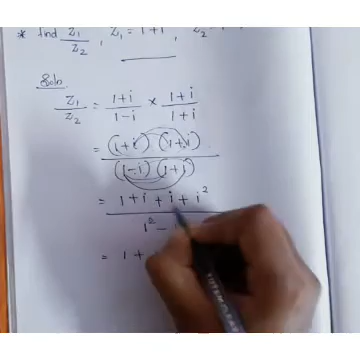 * find Z₁/Z₂ , Z₁ = 1+i , Z₂ =
Soln
Z₁/Z₂ = 1+i/1-i × 1+i/1+i
= (1+i) (1+i)/(1-i) (1+i)
= 1+i+i+i²/1² -
= 1 +